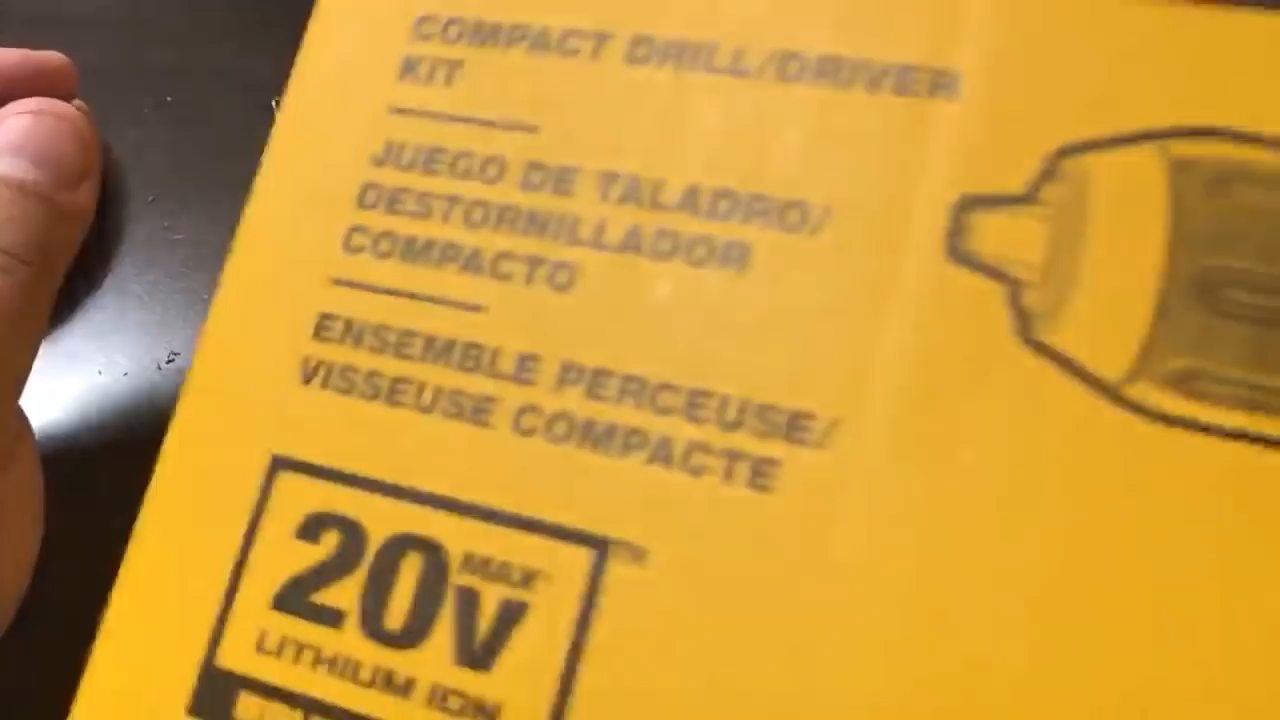 COMPACT DRILL/DRIVER
KIT
JUEGO DE TALADRO/
DESTORNILLADOR
COMPACTO
ENSEMBLE PERCEUSE/
VISSEUSE COMPACTE
20V MAX*
LITHIUM ION